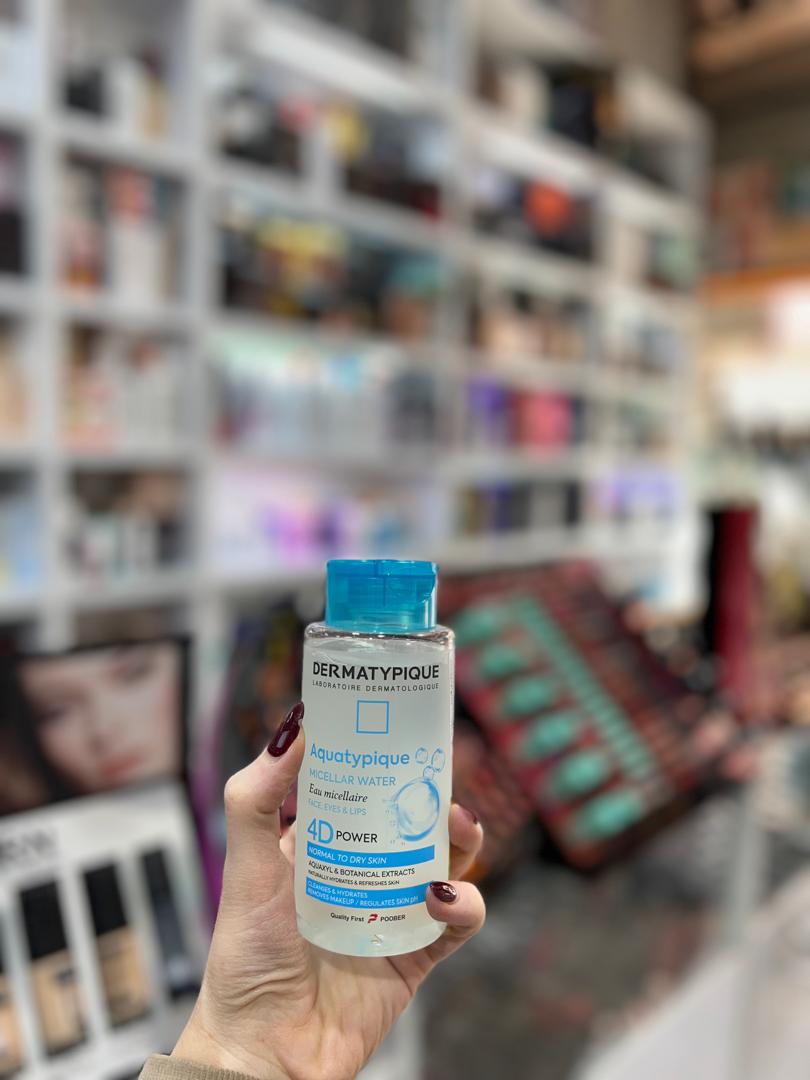 DERMATYPIQUE
LABORATOIRE DERMATOLOGIQUE
Aquatypique
MICELLAR WATER
Eau micellaire
FACE, EYES & LIPS
4D POWER
NORMAL TO DRY SKIN
AQUAXYL & BOTANICAL EXTRACTS
NATURALLY HYDRATES & REFRESHES SKIN
CLEANSES & HYDRATES
REMOVES MAKEUP / REGULATES SKIN pH
Quality First POOBER